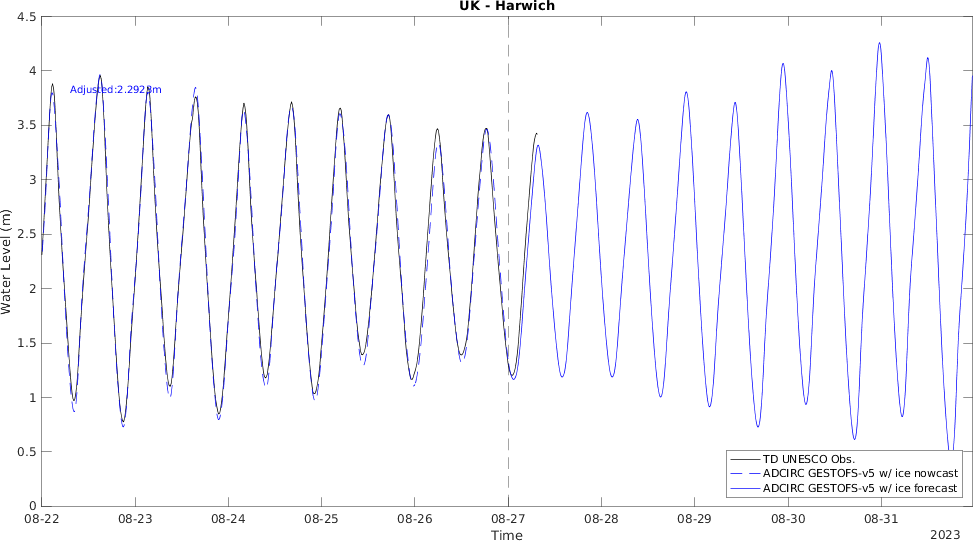 UK - Harwich
4.5
4
3.5
3
2.5
2
1.5
1
0.5
0
Water Level (m)
Adjusted:2.2923m
TD UNESCO Obs.
ADCIRC GESTOFS-v5 w/ ice nowcast
ADCIRC GESTOFS-v5 w/ ice forecast
08-22 08-23 08-24 08-25 08-26 08-27 08-28 08-29 08-30 08-31
Time
2023